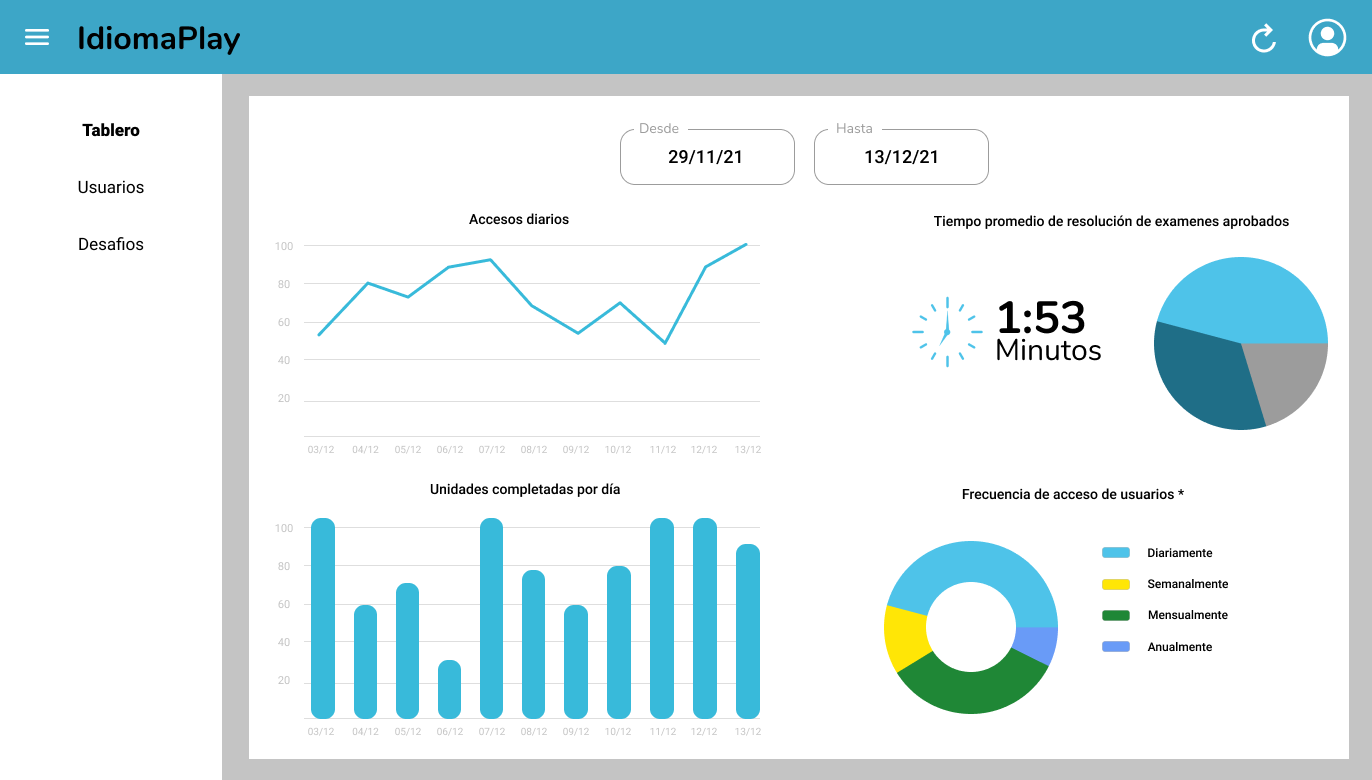 IdiomaPlay
Tablero
Usuarios
Desafios
Desde
29/11/21
Hasta
13/12/21
Accesos diarios
100
80
60
40
20
03/12 04/12 05/12 06/12 07/12 08/12 09/12 10/12 11/12 12/12 13/12
Tiempo promedio de resolución de examenes aprobados
1:53
Minutos
Unidades completadas por día
100
80
60
40
20
03/12 04/12 05/12 06/12 07/12 08/12 09/12 10/12 11/12 12/12 13/12
Frecuencia de acceso de usuarios *
Diariamente
Semanalmente
Mensualmente
Anualmente